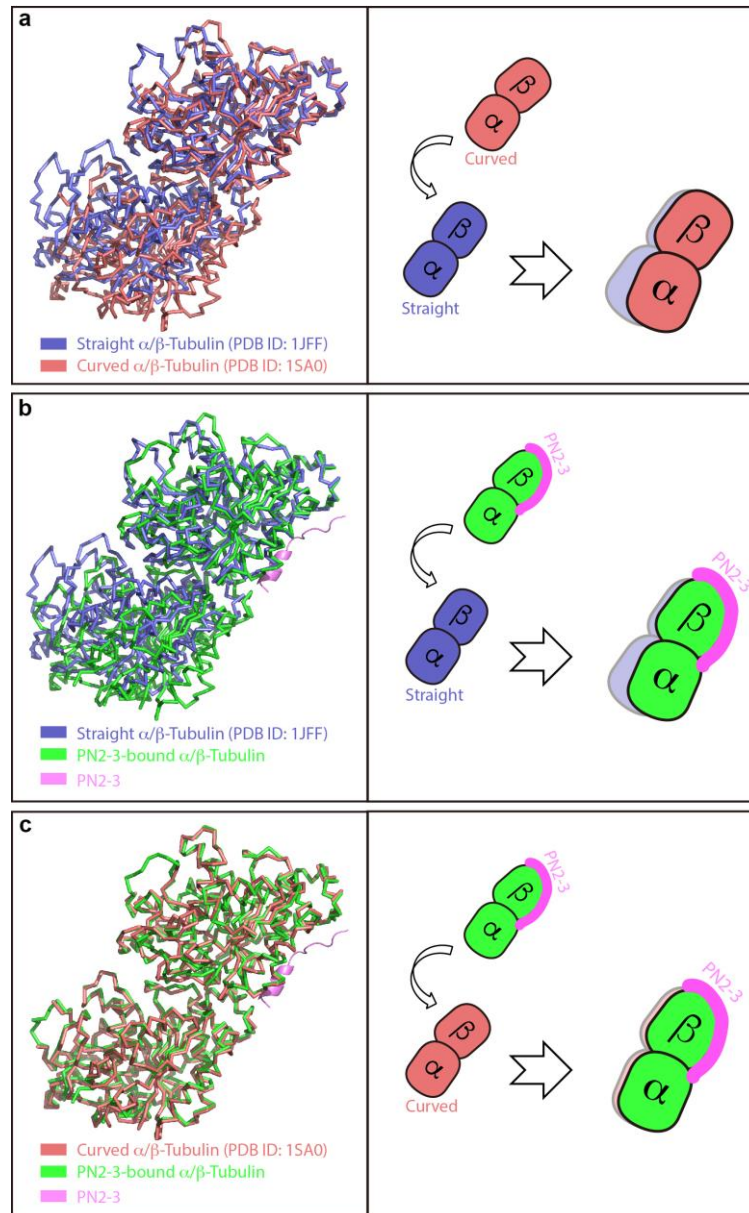 a
β
α
Curved
β
α
Straight
β
α
Straight α/β-Tubulin (PDB ID: 1JFF)
Curved α/β-Tubulin (PDB ID: 1SA0)
b
PN2-3
β
α
β
α
Straight
PN2-3
β
α
Straight α/β-Tubulin (PDB ID: 1JFF)
PN2-3-bound α/β-Tubulin
PN2-3
c
PN2-3
β
α
β
α
Curved
PN2-3
β
α
Curved α/β-Tubulin (PDB ID: 1SA0)
PN2-3-bound α/β-Tubulin
PN2-3